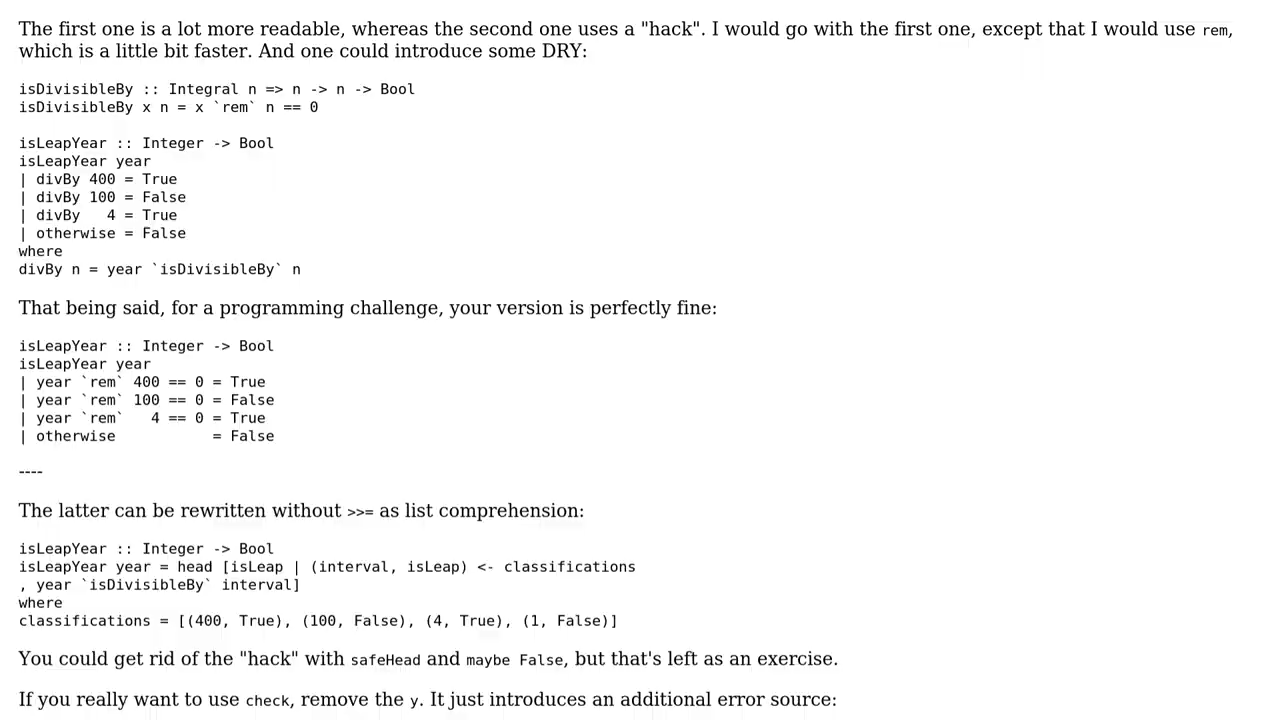 The first one is a lot more readable, whereas the second one uses a "hack". I would go with the first one, except that I would use rem,
which is a little bit faster. And one could introduce some DRY:
isDivisibleBy :: Integral n => n -> n -> Bool
isDivisibleBy x n = x `rem` n == 0
isLeapYear :: Integer -> Bool
isLeapYear year
| divBy 400 = True
| divBy 100 = False
| divBy   4 = True
| otherwise = False
where
divBy n = year `isDivisibleBy` n
That being said, for a programming challenge, your version is perfectly fine:
isLeapYear :: Integer -> Bool
isLeapYear year
| year `rem` 400 == 0 = True
| year `rem` 100 == 0 = False
| year `rem`   4 == 0 = True
| otherwise           = False
----
The latter can be rewritten without >>= as list comprehension:
isLeapYear :: Integer -> Bool
isLeapYear year = head [isLeap | (interval, isLeap) <- classifications
, year `isDivisibleBy` interval]
where
classifications = [(400, True), (100, False), (4, True), (1, False)]
You could get rid of the "hack" with safeHead and maybe False, but that's left as an exercise.
If you really want to use check, remove the y. It just introduces an additional error source: